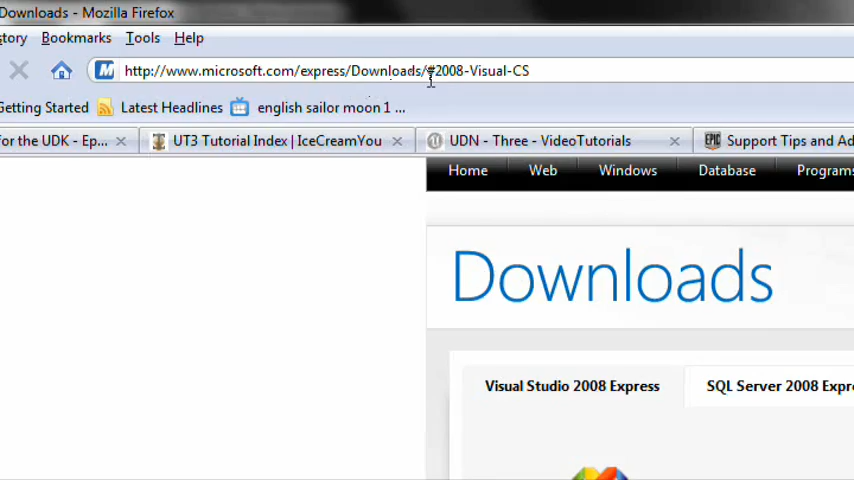 Downloads - Mozilla Firefox
story Bookmarks Tools Help
http://www.microsoft.com/express/Downloads/#2008-Visual-CS
Getting Started Latest Headlines english sailor moon 1 ...
for the UDK - Ep... UT3 Tutorial Index | IceCreamYou UDN - Three - VideoTutorials Support Tips and Ad
Home Web Windows Database Programs
Downloads
Visual Studio 2008 Express SQL Server 2008 Expre